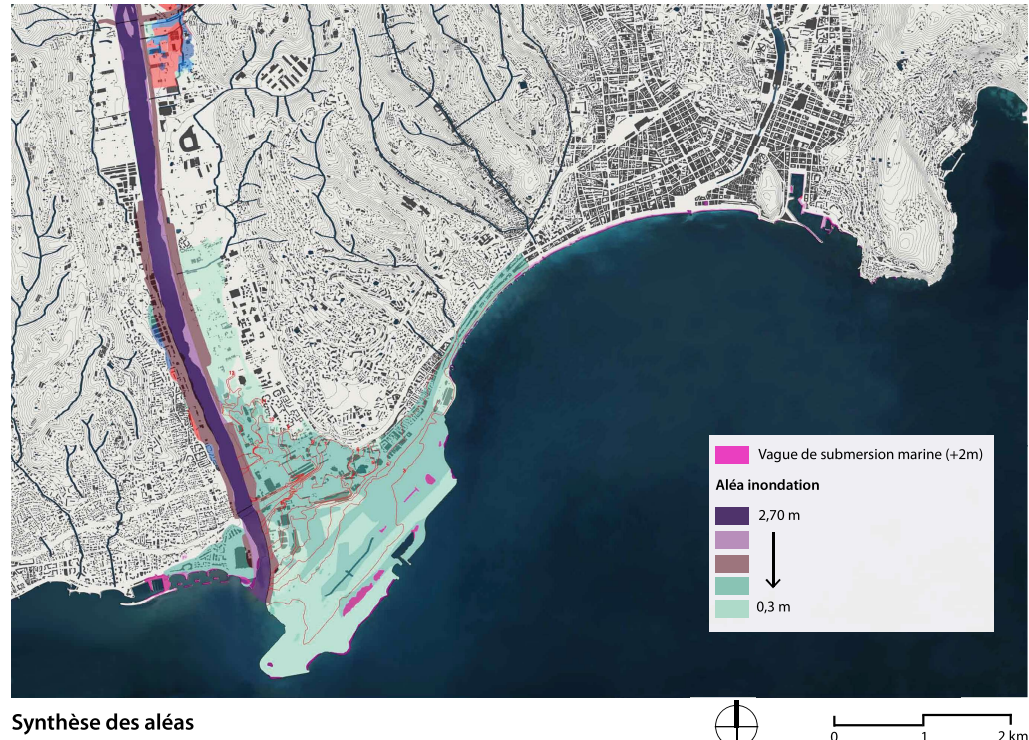 Vague de submersion marine (+2m)
Aléa inondation
2,70 m
0,3 m
Synthèse des aléas
0 1 2 km